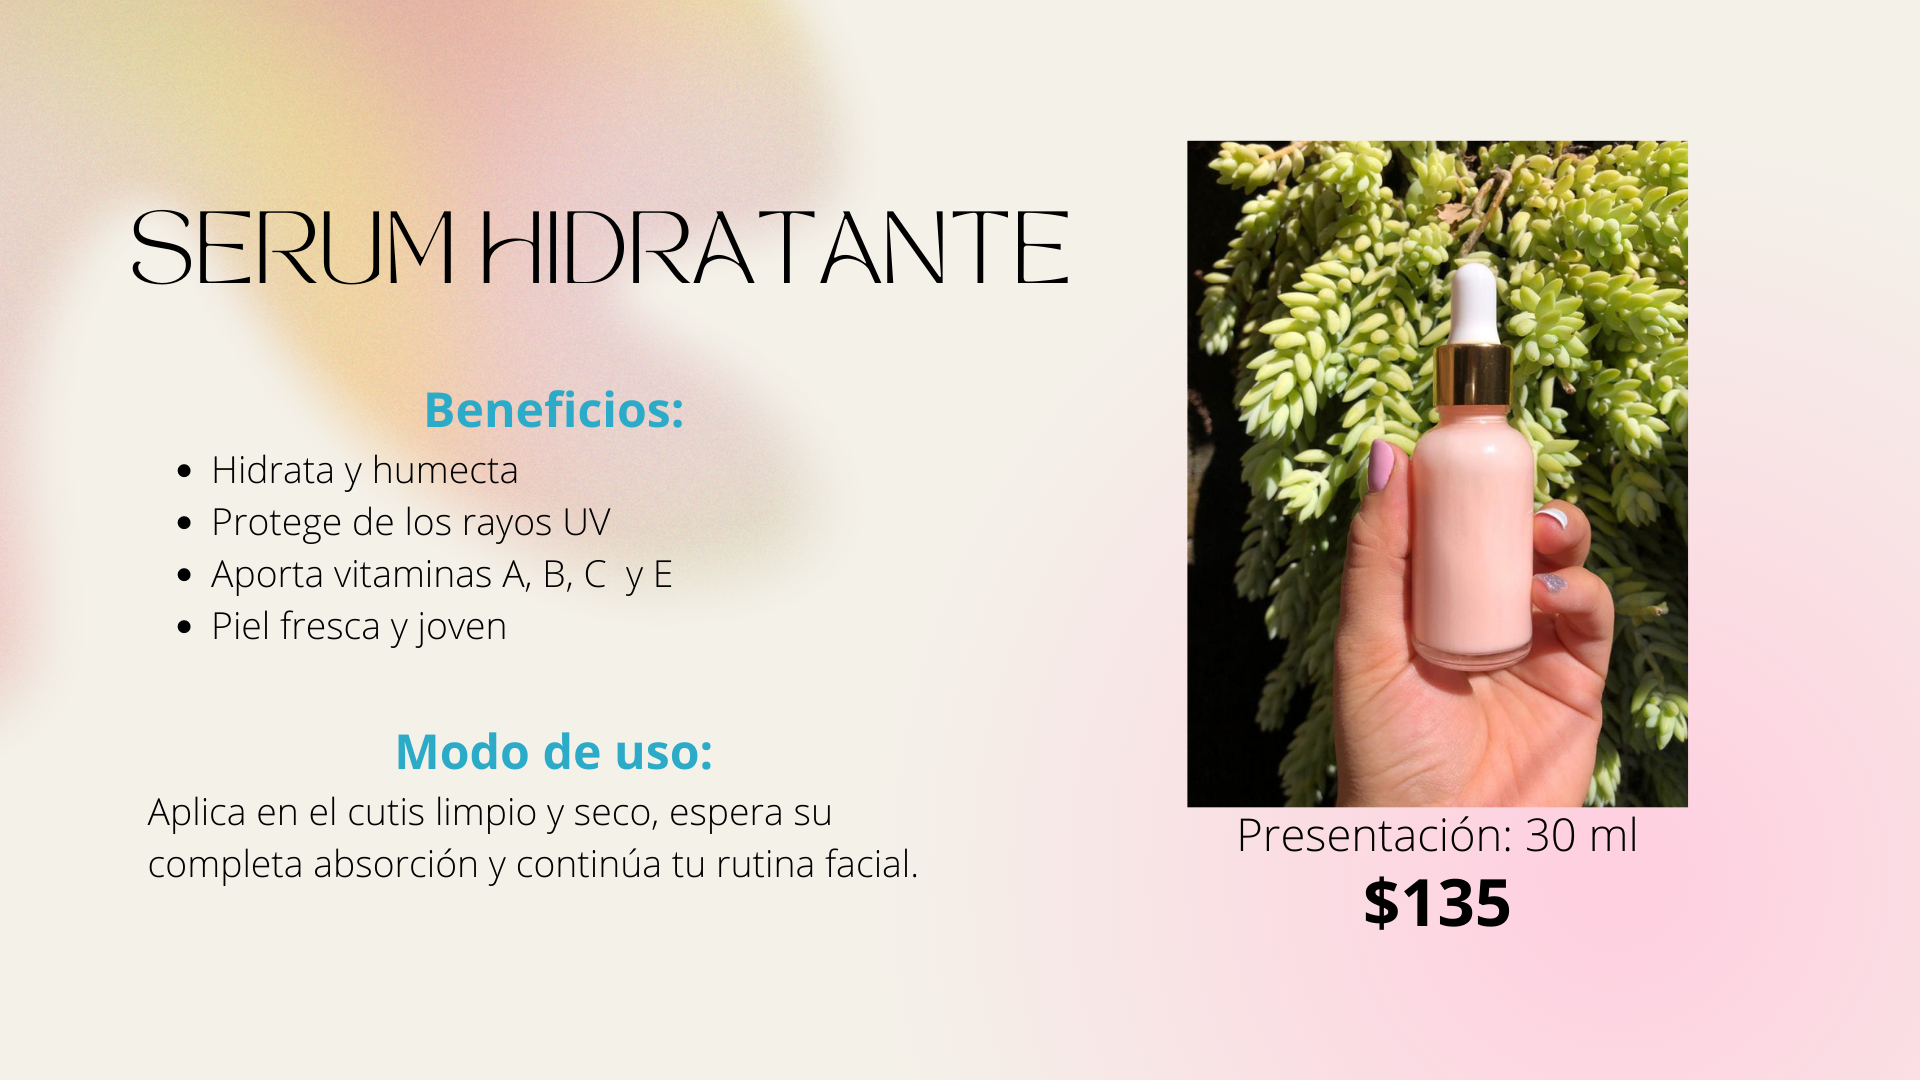 SERUM HIDRATANTE
Beneficios:
• Hidrata y humecta
• Protege de los rayos UV
• Aporta vitaminas A, B, C  y E
• Piel fresca y joven
Modo de uso:
Aplica en el cutis limpio y seco, espera su
completa absorción y continúa tu rutina facial.
Presentación: 30 ml
$135